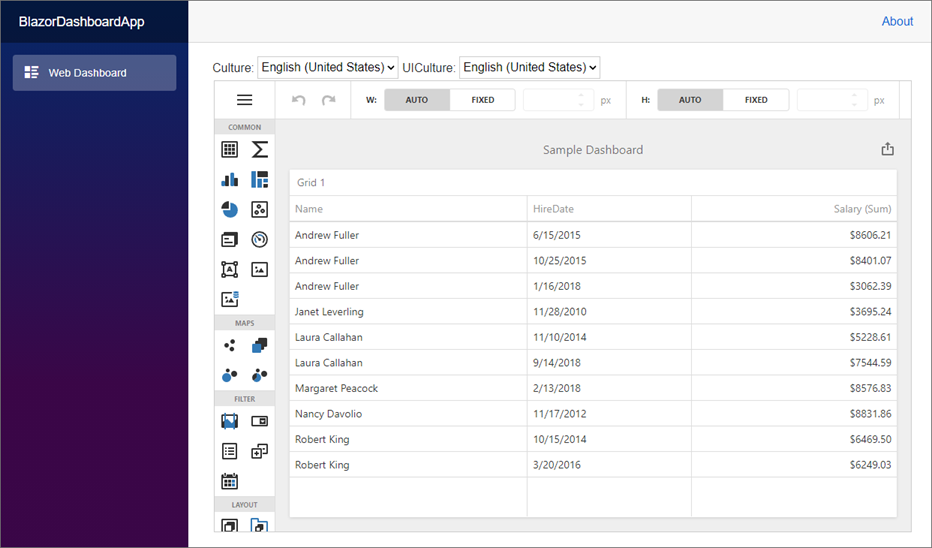 BlazorDashboardApp
About
Web Dashboard
Culture: English (United States) UICulture: English (United States)
W: AUTO FIXED px H: AUTO FIXED px
COMMON
Sample Dashboard
Grid 1
Name HireDate Salary (Sum)
Andrew Fuller 6/15/2015 $8606.21
Andrew Fuller 10/25/2015 $8401.07
Andrew Fuller 1/16/2018 $3062.39
Janet Leverling 11/28/2010 $3695.24
MAPS
Laura Callahan 11/10/2014 $5228.61
Laura Callahan 9/14/2018 $7544.59
Margaret Peacock 2/13/2018 $8576.83
FILTER
Nancy Davolio 11/17/2012 $8831.86
Robert King 10/15/2014 $6469.50
Robert King 3/20/2016 $6249.03
LAYOUT